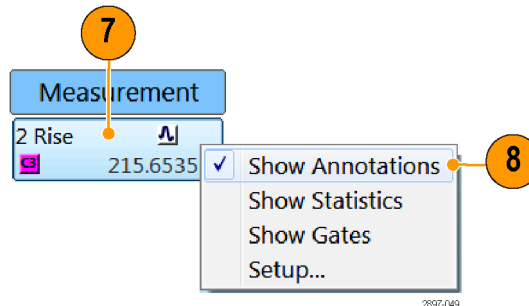 7
Measurement
2 Rise
C3 215.6535
✓ Show Annotations
8
Show Statistics
Show Gates
Setup...
2897-049